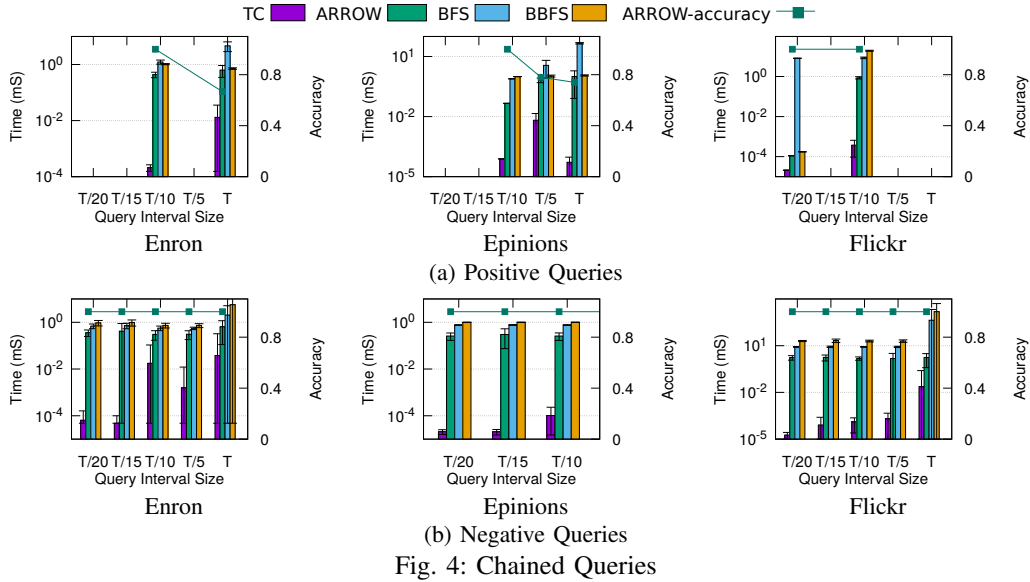 TC ARROW BFS BBFS ARROW-accuracy
Time (mS)
10^0
10^-2
10^-4
0.8
0.4
0
Accuracy
T/20 T/15 T/10 T/5 T
Query Interval Size
Enron
Time (mS)
10^1
10^-2
10^-5
0.8
0.4
0
Accuracy
T/20 T/15 T/10 T/5 T
Query Interval Size
Epinions
Time (mS)
10^0
10^-2
10^-4
0.8
0.4
0
Accuracy
T/20 T/15 T/10 T/5 T
Query Interval Size
Flickr
(a) Positive Queries
Time (mS)
10^0
10^-2
10^-4
0.8
0.4
0
Accuracy
T/20 T/15 T/10 T/5 T
Query Interval Size
Enron
Time (mS)
10^0
10^-2
10^-4
0.8
0.4
0
Accuracy
T/20 T/15 T/10
Query Interval Size
Epinions
Time (mS)
10^1
10^-2
10^-5
0.8
0.4
0
Accuracy
T/20 T/15 T/10 T/5 T
Query Interval Size
Flickr
(b) Negative Queries
Fig. 4: Chained Queries